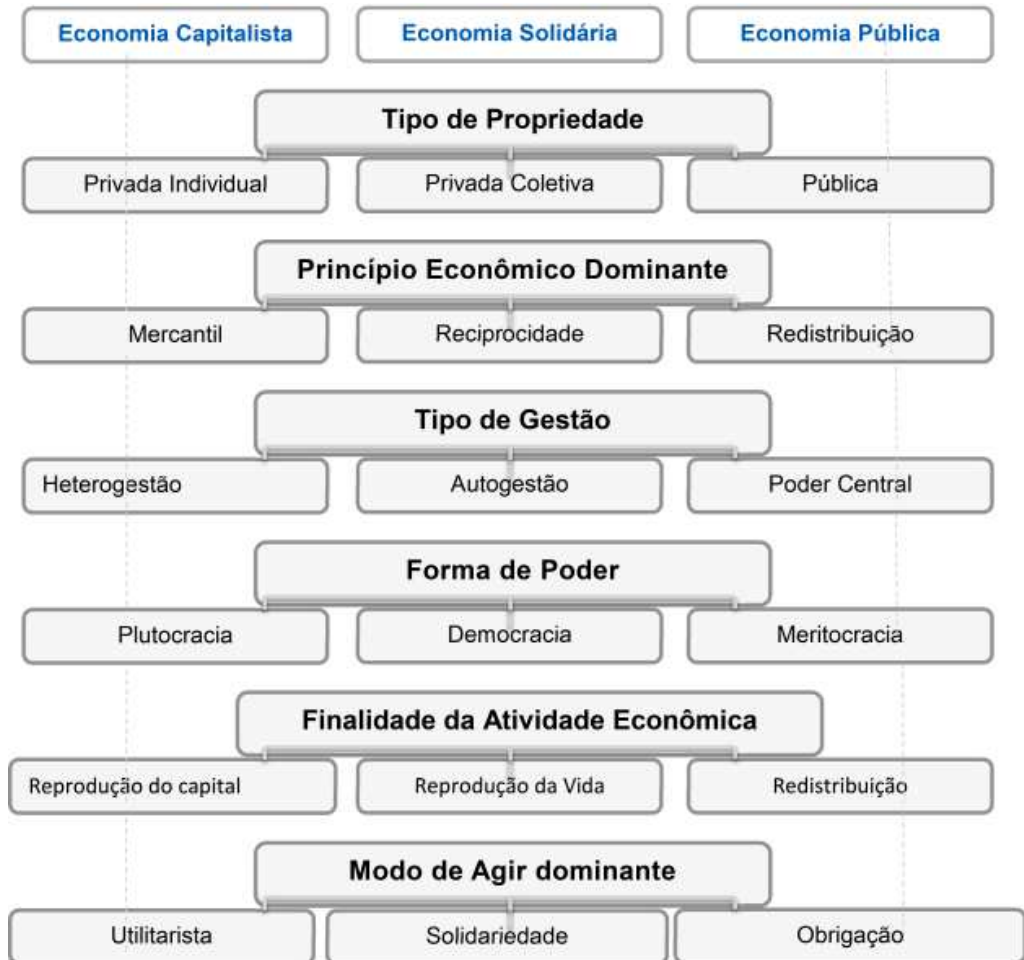 Economia Capitalista
Economia Solidária
Economia Pública
Tipo de Propriedade
Privada Individual
Privada Coletiva
Pública
Princípio Econômico Dominante
Mercantil
Reciprocidade
Redistribuição
Tipo de Gestão
Heterogestão
Autogestão
Poder Central
Forma de Poder
Plutocracia
Democracia
Meritocracia
Finalidade da Atividade Econômica
Reprodução do capital
Reprodução da Vida
Redistribuição
Modo de Agir dominante
Utilitarista
Solidariedade
Obrigação